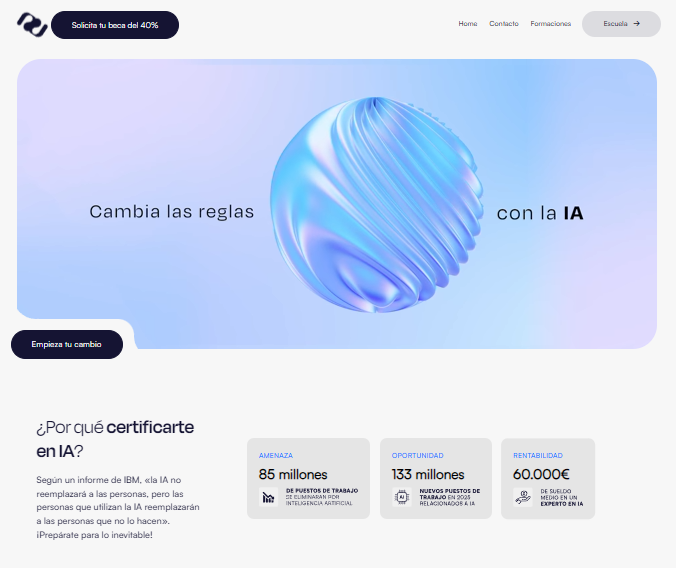 Solicita tu beca del 40%
Home
Contacto
Formaciones
Escuela
Cambia las reglas
con la IA
Empieza tu cambio
¿Por qué certificarte
en IA?
Según un informe de IBM, «la IA no
reemplazará a las personas, pero las
personas que utilizan la IA reemplazarán
a las personas que no lo hacen».
¡Prepárate para lo inevitable!
AMENAZA
85 millones
DE PUESTOS DE TRABAJO
SE ELIMINARÁN POR
INTELIGENCIA ARTIFICIAL
OPORTUNIDAD
133 millones
AI
NUEVOS PUESTOS DE
TRABAJO EN 2025
RELACIONADOS A IA
RENTABILIDAD
60.000€
DE SUELDO
MEDIO EN UN
EXPERTO EN IA